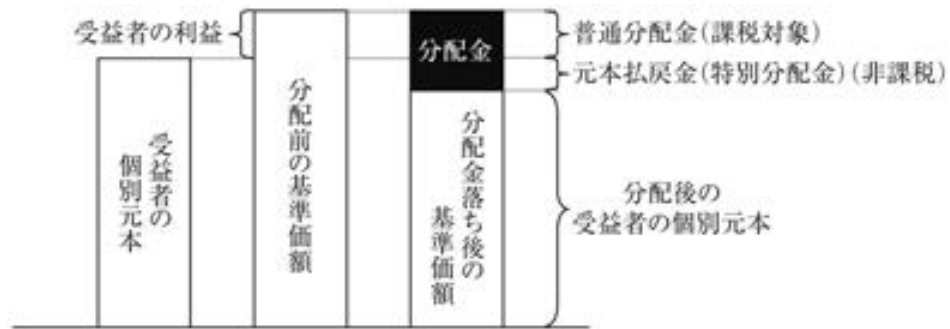 受益者の利益
分配金
普通分配金(課税対象)
元本払戻金(特別分配金)(非課税)
受益者の
個別元本
分配前の基準価額
分配金落ち後の
基準価額
分配後の
受益者の個別元本